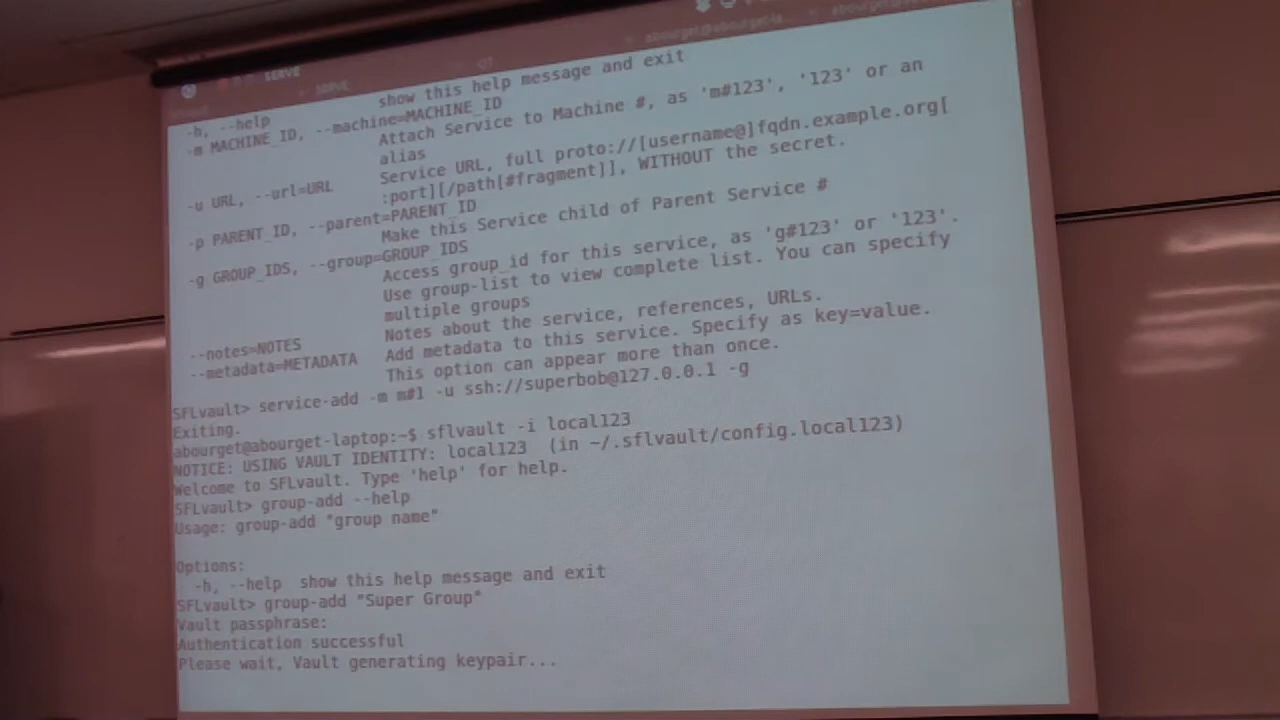 SERVE
SERVE
show this help message and exit
-h, --help
-m MACHINE_ID, --machine=MACHINE_ID
Attach Service to Machine #, as 'm#123', '123' or an
alias
-u URL, --url=URL
Service URL, full proto://[username@]fqdn.example.org[
:port][/path[#fragment]], WITHOUT the secret.
-p PARENT_ID, --parent=PARENT_ID
Make this Service child of Parent Service #
-g GROUP_IDS, --group=GROUP_IDS
Access group_id for this service, as 'g#123' or '123'.
Use group-list to view complete list. You can specify
multiple groups
--notes=NOTES
Notes about the service, references, URLs.
--metadata=METADATA
Add metadata to this service. Specify as key=value.
This option can appear more than once.
SFLvault> service-add -m m#1 -u ssh://superbob@127.0.0.1 -g
Exiting.
abourget@abourget-laptop:~$ sflvault -i local123
NOTICE: USING VAULT IDENTITY: local123 (in ~/.sflvault/config.local123)
Welcome to SFLvault. Type 'help' for help.
SFLvault> group-add --help
Usage: group-add "group name"
Options:
-h, --help show this help message and exit
SFLvault> group-add "Super Group"
Vault passphrase:
Authentication successful
Please wait, Vault generating keypair...